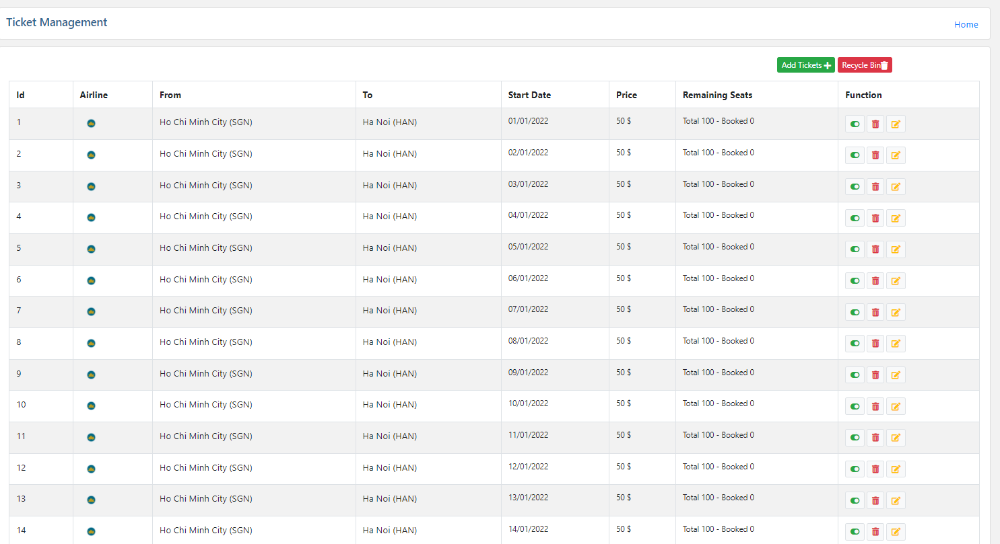 Ticket Management
Home
Add Tickets
Recycle Bin
Id Airline From To Start Date Price Remaining Seats Function
1 Ho Chi Minh City (SGN) Ha Noi (HAN) 01/01/2022 50 $ Total 100 - Booked 0
2 Ho Chi Minh City (SGN) Ha Noi (HAN) 02/01/2022 50 $ Total 100 - Booked 0
3 Ho Chi Minh City (SGN) Ha Noi (HAN) 03/01/2022 50 $ Total 100 - Booked 0
4 Ho Chi Minh City (SGN) Ha Noi (HAN) 04/01/2022 50 $ Total 100 - Booked 0
5 Ho Chi Minh City (SGN) Ha Noi (HAN) 05/01/2022 50 $ Total 100 - Booked 0
6 Ho Chi Minh City (SGN) Ha Noi (HAN) 06/01/2022 50 $ Total 100 - Booked 0
7 Ho Chi Minh City (SGN) Ha Noi (HAN) 07/01/2022 50 $ Total 100 - Booked 0
8 Ho Chi Minh City (SGN) Ha Noi (HAN) 08/01/2022 50 $ Total 100 - Booked 0
9 Ho Chi Minh City (SGN) Ha Noi (HAN) 09/01/2022 50 $ Total 100 - Booked 0
10 Ho Chi Minh City (SGN) Ha Noi (HAN) 10/01/2022 50 $ Total 100 - Booked 0
11 Ho Chi Minh City (SGN) Ha Noi (HAN) 11/01/2022 50 $ Total 100 - Booked 0
12 Ho Chi Minh City (SGN) Ha Noi (HAN) 12/01/2022 50 $ Total 100 - Booked 0
13 Ho Chi Minh City (SGN) Ha Noi (HAN) 13/01/2022 50 $ Total 100 - Booked 0
14 Ho Chi Minh City (SGN) Ha Noi (HAN) 14/01/2022 50 $ Total 100 - Booked 0